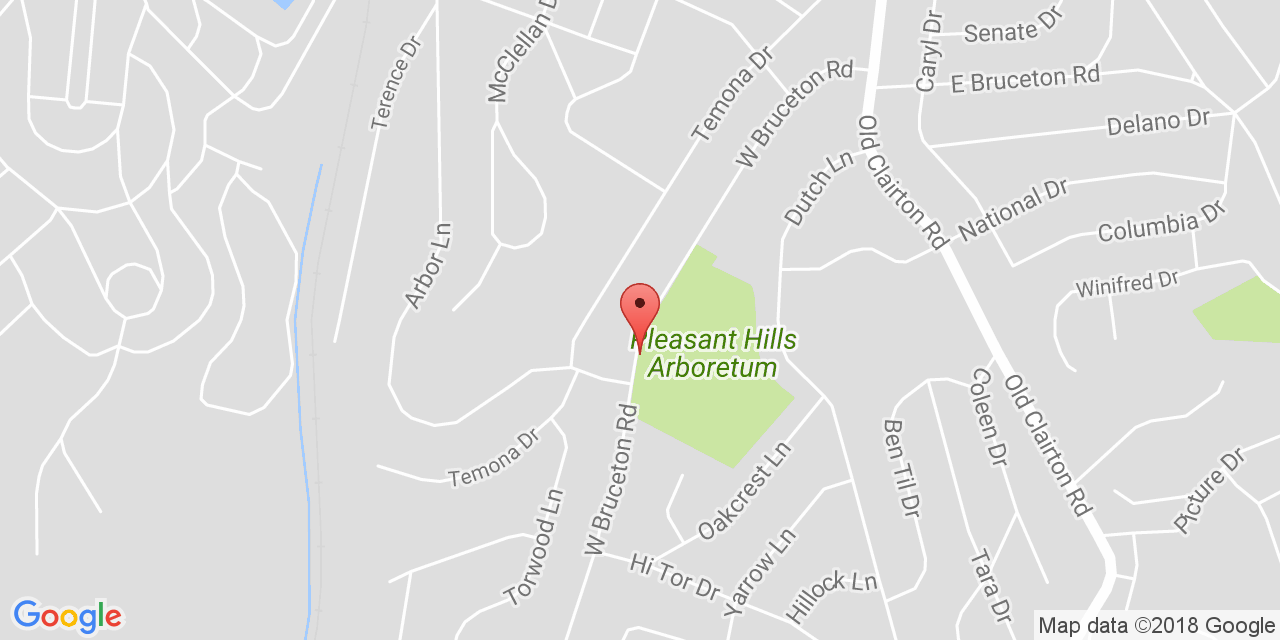 Senate Dr
Caryl Dr
McClellan D
Terence Dr
Temona Dr
W Bruceton Rd
E Bruceton Rd
Delano Dr
Old Clairton Rd
Dutch Ln
National Dr
Columbia Dr
Arbor Ln
Winifred Dr
Pleasant Hills
Arboretum
Coleen Dr
Old Clairton Rd
W Bruceton Rd
Temona Dr
Ben Til Dr
Oakcrest Ln
Picture Dr
Torwood Ln
Hi Tor Dr
Yarrow Ln
Hillock Ln
Tara Dr
Google
Map data ©2018 Google